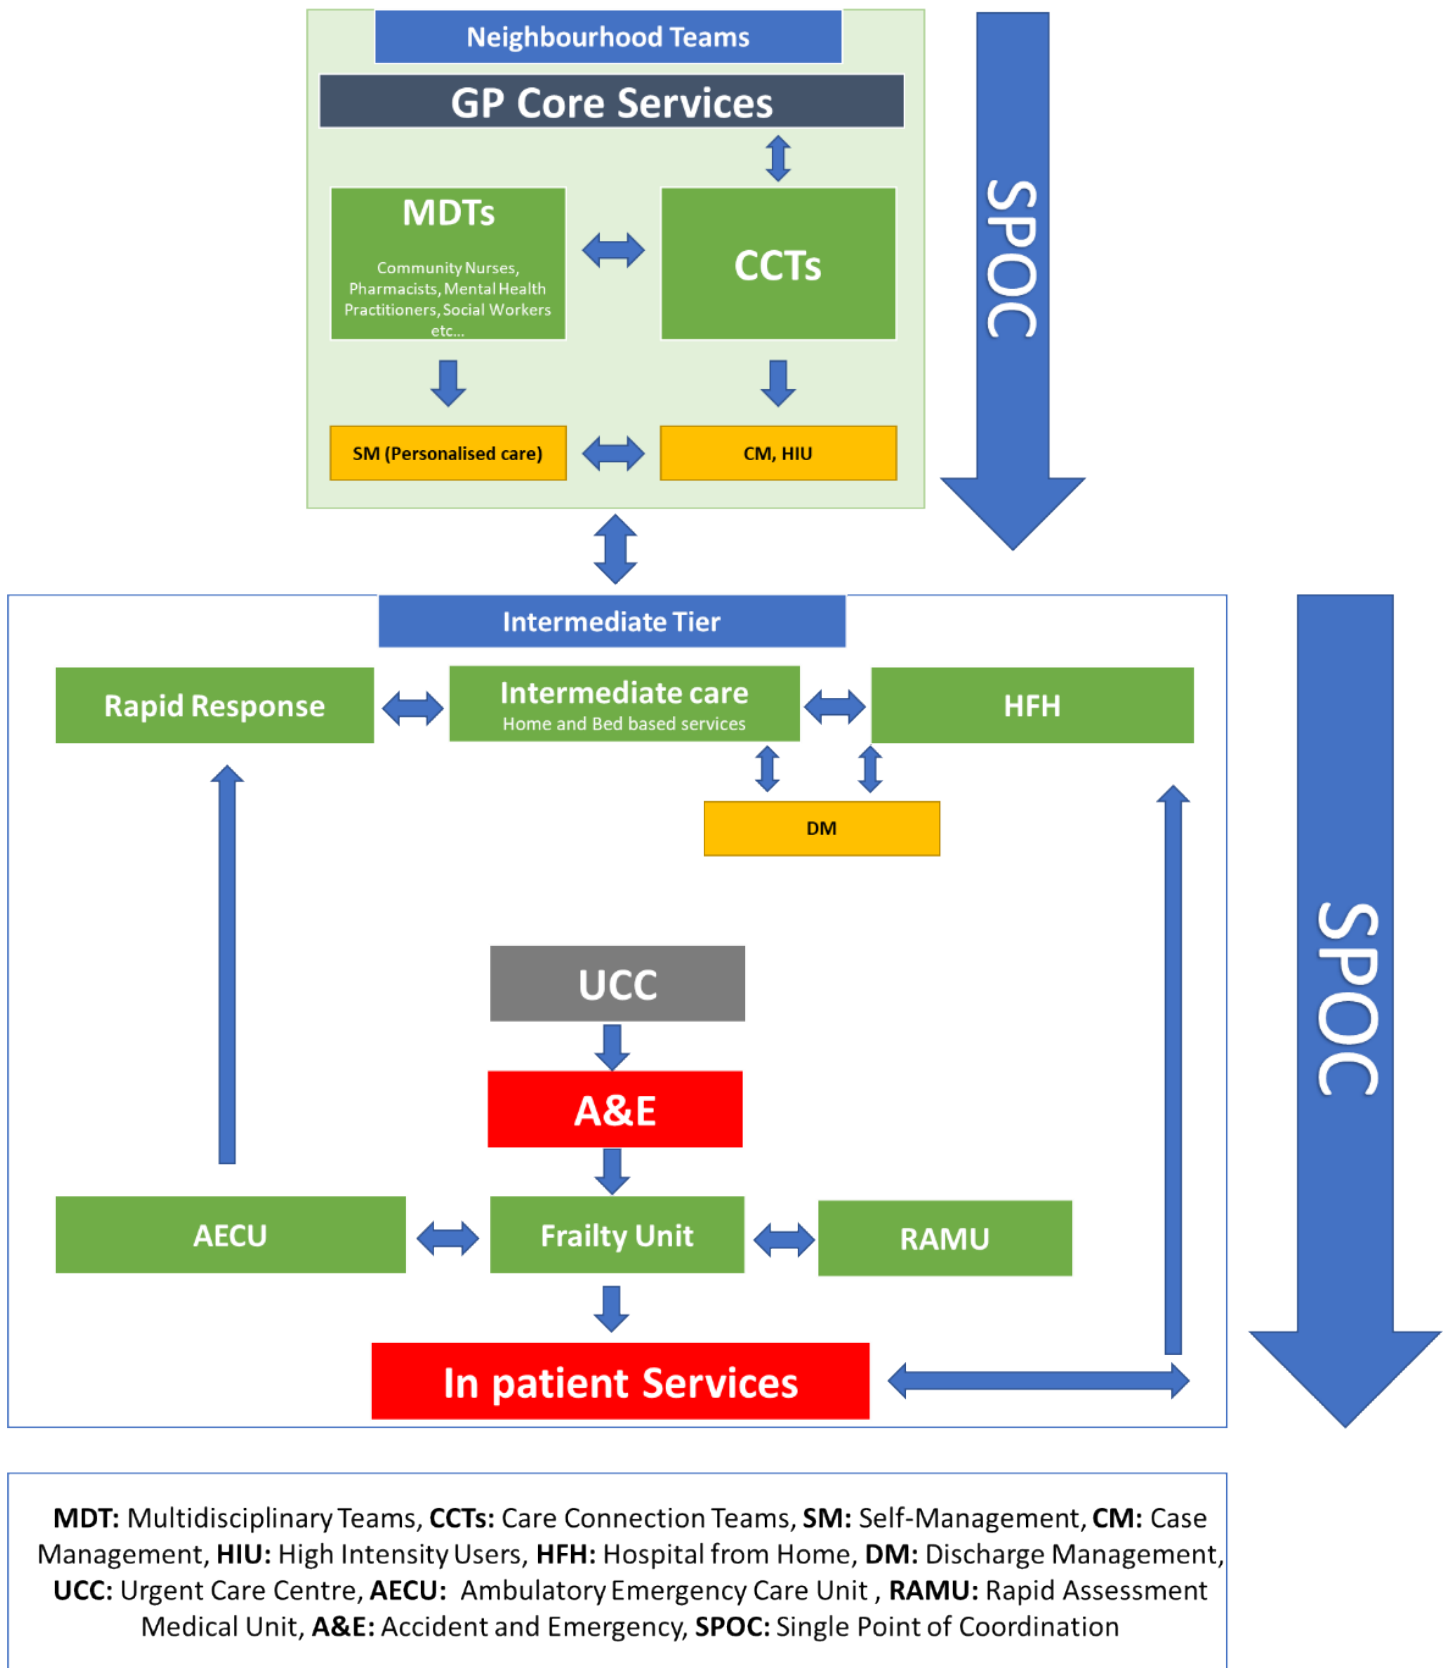 Neighbourhood Teams
GP Core Services
MDTs
Community Nurses,
Pharmacists, Mental Health
Practitioners, Social Workers
etc...
CCTs
SM (Personalised care)
CM, HIU
SPOC
Intermediate Tier
Rapid Response
Intermediate care
Home and Bed based services
HFH
DM
UCC
A&E
AECU
Frailty Unit
RAMU
In patient Services
SPOC
MDT: Multidisciplinary Teams, CCTs: Care Connection Teams, SM: Self-Management, CM: Case
Management, HIU: High Intensity Users, HFH: Hospital from Home, DM: Discharge Management,
UCC: Urgent Care Centre, AECU: Ambulatory Emergency Care Unit , RAMU: Rapid Assessment
Medical Unit, A&E: Accident and Emergency, SPOC: Single Point of Coordination